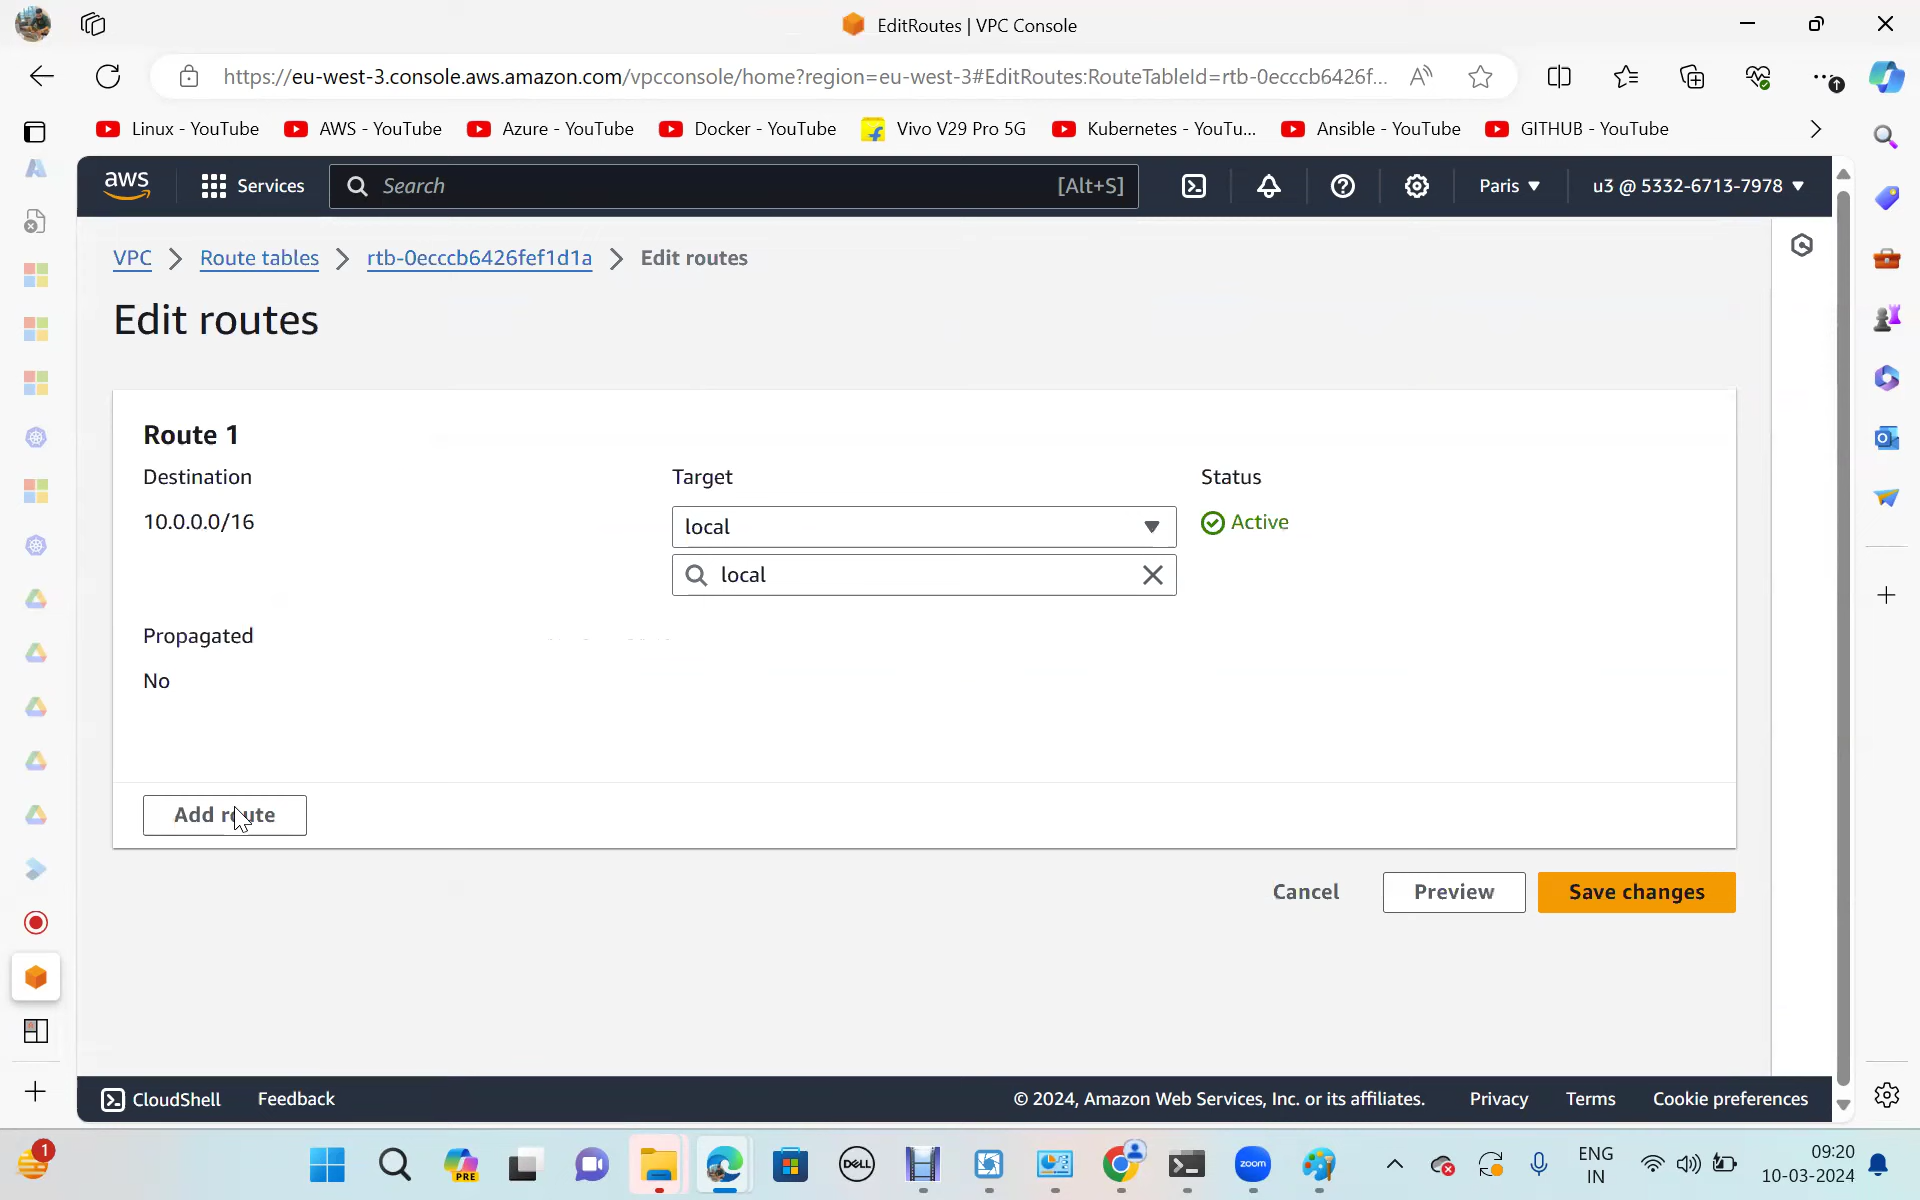 EditRoutes | VPC Console
https://eu-west-3.console.aws.amazon.com/vpcconsole/home?region=eu-west-3#EditRoutes:RouteTableId=rtb-0ecccb6426f...
Linux - YouTube
AWS - YouTube
Azure - YouTube
Docker - YouTube
Vivo V29 Pro 5G
Kubernetes - YouTu...
Ansible - YouTube
GITHUB - YouTube
aws
Services
Search
[Alt+S]
Paris
u3 @ 5332-6713-7978
VPC
Route tables
rtb-0ecccb6426fef1d1a
Edit routes
Edit routes
Route 1
Destination
Target
Status
10.0.0.0/16
local
Active
local
Propagated
No
Add route
Cancel
Preview
Save changes
CloudShell
Feedback
© 2024, Amazon Web Services, Inc. or its affiliates.
Privacy
Terms
Cookie preferences
1
PRE
DELL
zoom
ENG
IN
09:20
10-03-2024